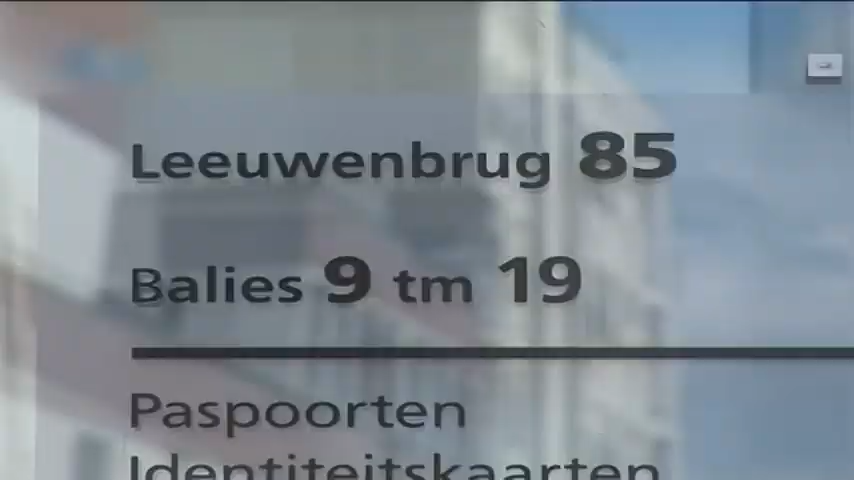 Leeuwenbrug 85
Balies 9 tm 19
Paspoorten
Identiteitskaarten